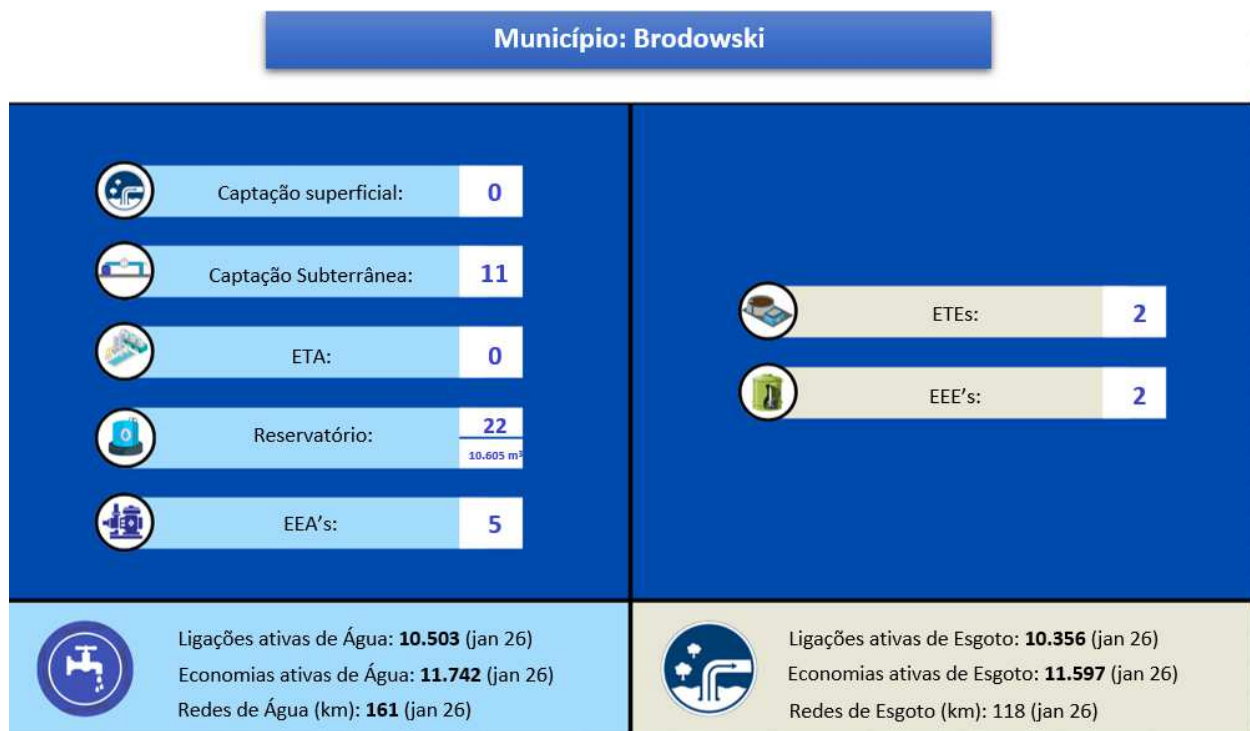 Município: Brodowski
Captação superficial: 0
Captação Subterrânea: 11
ETA: 0
Reservatório: 22
10.605 m³
EEA's: 5
ETEs: 2
EEE's: 2
Ligações ativas de Água: 10.503 (jan 26)
Economias ativas de Água: 11.742 (jan 26)
Redes de Água (km): 161 (jan 26)
Ligações ativas de Esgoto: 10.356 (jan 26)
Economias ativas de Esgoto: 11.597 (jan 26)
Redes de Esgoto (km): 118 (jan 26)